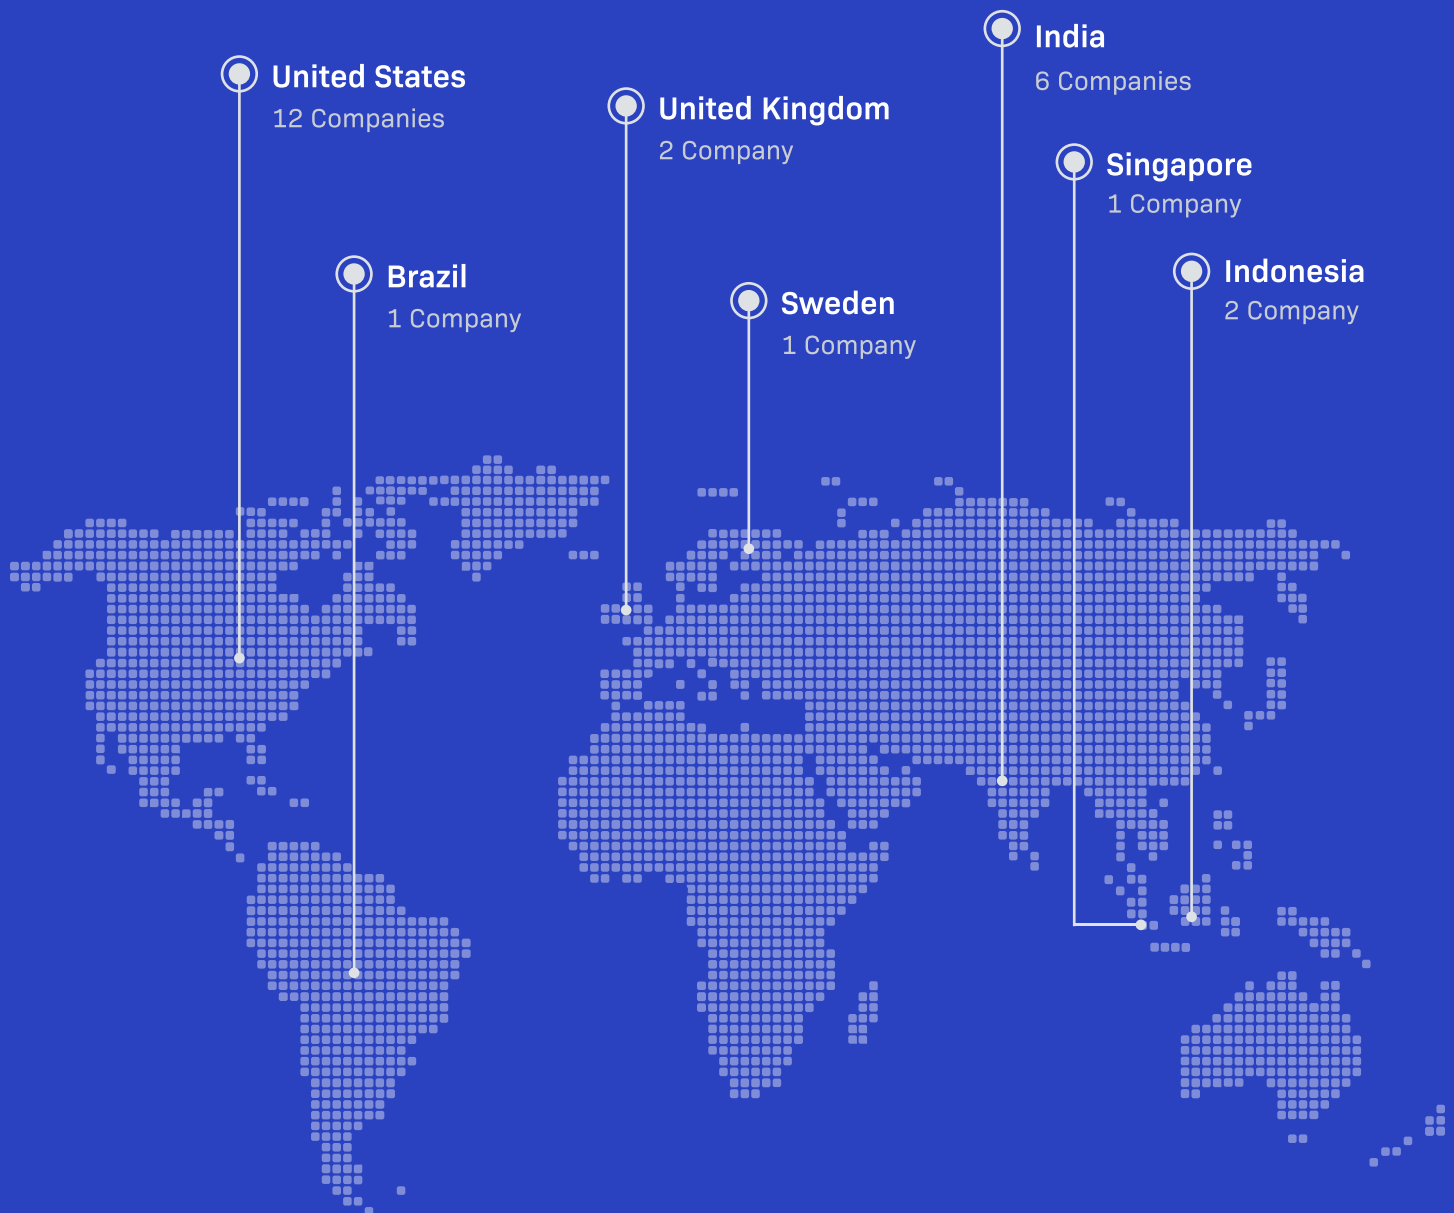 India
6 Companies
United States
12 Companies
United Kingdom
2 Company
Singapore
1 Company
Brazil
1 Company
Sweden
1 Company
Indonesia
2 Company